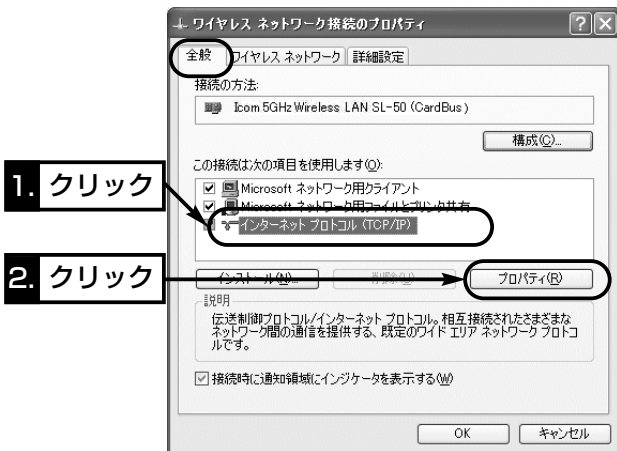 ワイヤレス ネットワーク接続のプロパティ
全般 ワイヤレス ネットワーク 詳細設定
接続の方法:
Icom 5GHz Wireless LAN SL-50 (CardBus)
構成(C)...
この接続は次の項目を使用します(O):
1. クリック
Microsoft ネットワーク用クライアント
Microsoft ネットワーク用ファイルとプリンタ共有
インターネット プロトコル (TCP/IP)
2. クリック
インストール(N)... 削除(U) プロパティ(R)
説明
伝送制御プロトコル/インターネット プロトコル。相互接続されたさまざまな
ネットワーク間の通信を提供する、既定のワイド エリア ネットワーク プロトコ
ルです。
接続時に通知領域にインジケータを表示する(W)
OK キャンセル